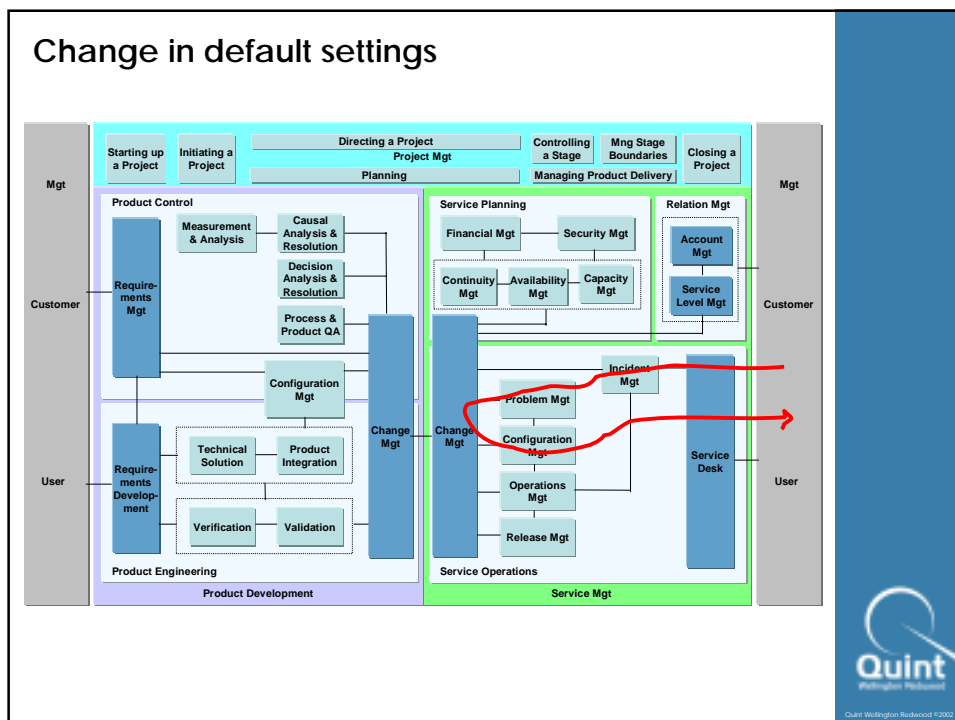 Change in default settings
Mgt
Customer
User
Starting up
a Project
Initiating a
Project
Directing a Project
Project Mgt
Planning
Controlling
a Stage
Mng Stage
Boundaries
Managing Product Delivery
Closing a
Project
Product Control
Measurement
& Analysis
Causal
Analysis &
Resolution
Decision
Analysis &
Resolution
Process &
Product QA
Require-
ments
Mgt
Configuration
Mgt
Change
Mgt
Require-
ments
Develop-
ment
Technical
Solution
Product
Integration
Verification
Validation
Product Engineering
Product Development
Service Planning
Financial Mgt
Security Mgt
Continuity
Mgt
Availability
Mgt
Capacity
Mgt
Relation Mgt
Account
Mgt
Service
Level Mgt
Change
Mgt
Incident
Mgt
Problem Mgt
Configuration
Mgt
Operations
Mgt
Release Mgt
Service
Desk
Service Operations
Service Mgt
Mgt
Customer
User
Quint
Wellington Redwood
Quint Wellington Redwood ©2002